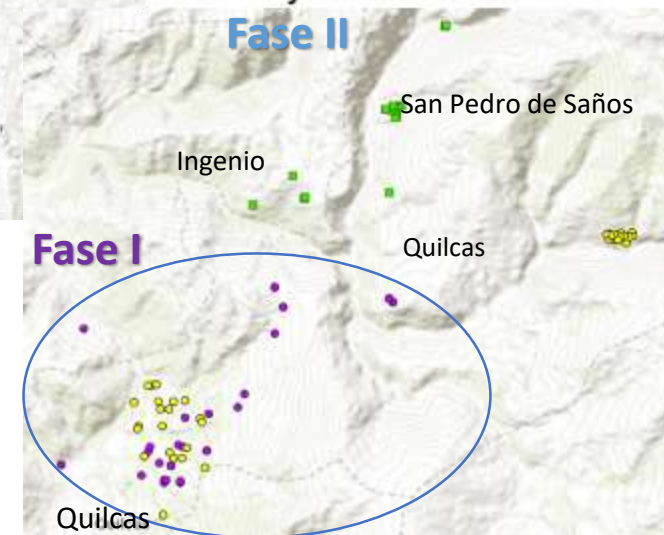 Fase II
San Pedro de Saños
Ingenio
Fase I
Quilcas
Quilcas